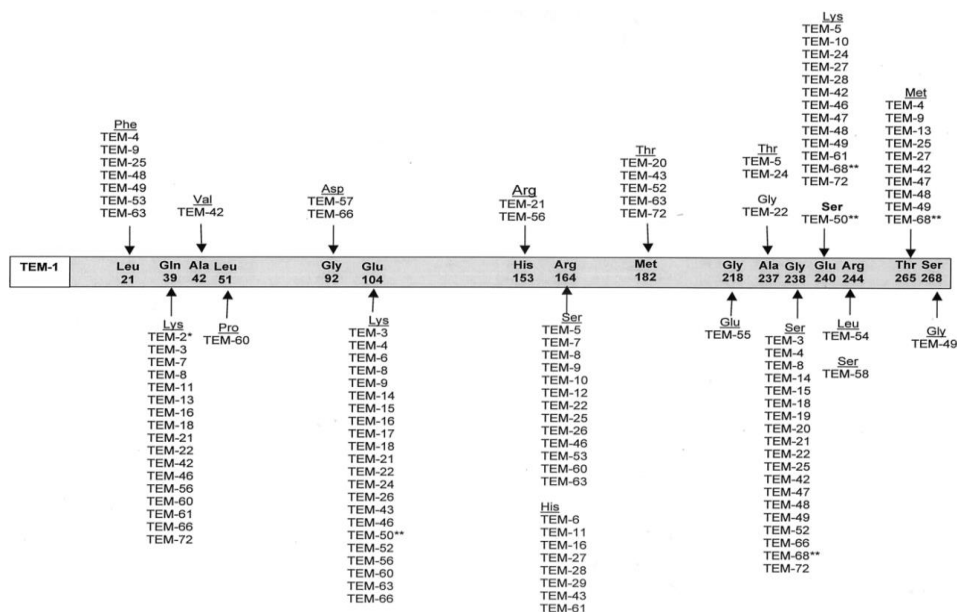 Phe
TEM-4
TEM-9
TEM-25
TEM-48
TEM-49
TEM-53
TEM-63
Val
TEM-42
Asp
TEM-57
TEM-66
Arg
TEM-21
TEM-56
Thr
TEM-20
TEM-43
TEM-52
TEM-63
TEM-72
Thr
TEM-5
TEM-24
Gly
TEM-22
Lys
TEM-5
TEM-10
TEM-24
TEM-27
TEM-28
TEM-42
TEM-46
TEM-47
TEM-48
TEM-49
TEM-61
TEM-68**
TEM-72
Ser
TEM-50**
Met
TEM-4
TEM-9
TEM-13
TEM-25
TEM-27
TEM-42
TEM-47
TEM-48
TEM-49
TEM-68**
TEM-1 Leu Gln Ala Leu Gly Glu His Arg Met Gly Ala Gly Glu Arg Thr Ser
21 39 42 51 92 104 153 164 182 218 237 238 240 244 265 268
Lys
TEM-2*
TEM-3
TEM-7
TEM-8
TEM-11
TEM-13
TEM-16
TEM-18
TEM-21
TEM-22
TEM-42
TEM-46
TEM-56
TEM-60
TEM-61
TEM-66
TEM-72
Pro
TEM-60
Lys
TEM-3
TEM-4
TEM-6
TEM-8
TEM-9
TEM-14
TEM-15
TEM-16
TEM-17
TEM-18
TEM-21
TEM-22
TEM-24
TEM-26
TEM-43
TEM-46
TEM-50**
TEM-52
TEM-56
TEM-60
TEM-63
TEM-66
Ser
TEM-5
TEM-7
TEM-8
TEM-9
TEM-10
TEM-12
TEM-22
TEM-25
TEM-26
TEM-46
TEM-53
TEM-60
TEM-63
His
TEM-6
TEM-11
TEM-16
TEM-27
TEM-28
TEM-29
TEM-43
TEM-61
Glu
TEM-55
Ser
TEM-3
TEM-4
TEM-8
TEM-14
TEM-15
TEM-18
TEM-19
TEM-20
TEM-21
TEM-22
TEM-25
TEM-42
TEM-47
TEM-48
TEM-49
TEM-52
TEM-66
TEM-68**
TEM-72
Leu
TEM-54
Ser
TEM-58
Gly
TEM-49